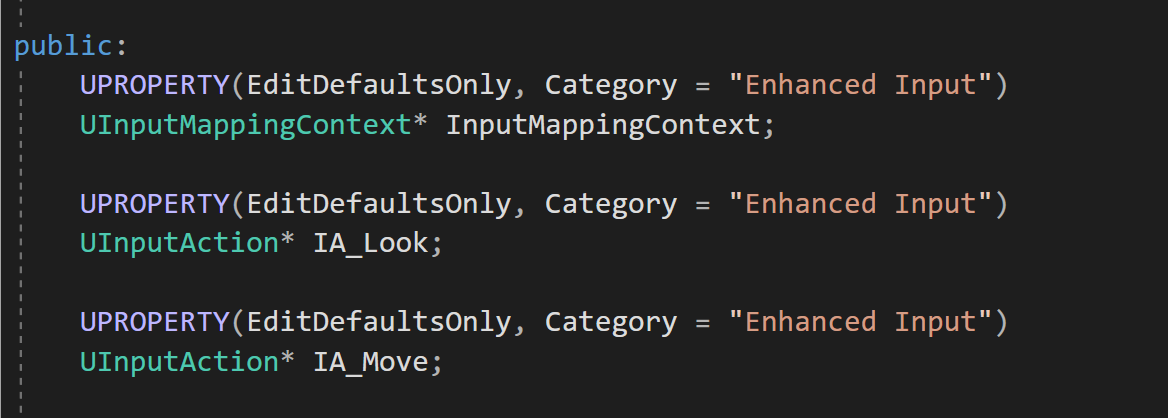 public:
UPROPERTY(EditDefaultsOnly, Category = "Enhanced Input")
UInputMappingContext* InputMappingContext;
UPROPERTY(EditDefaultsOnly, Category = "Enhanced Input")
UInputAction* IA_Look;
UPROPERTY(EditDefaultsOnly, Category = "Enhanced Input")
UInputAction* IA_Move;